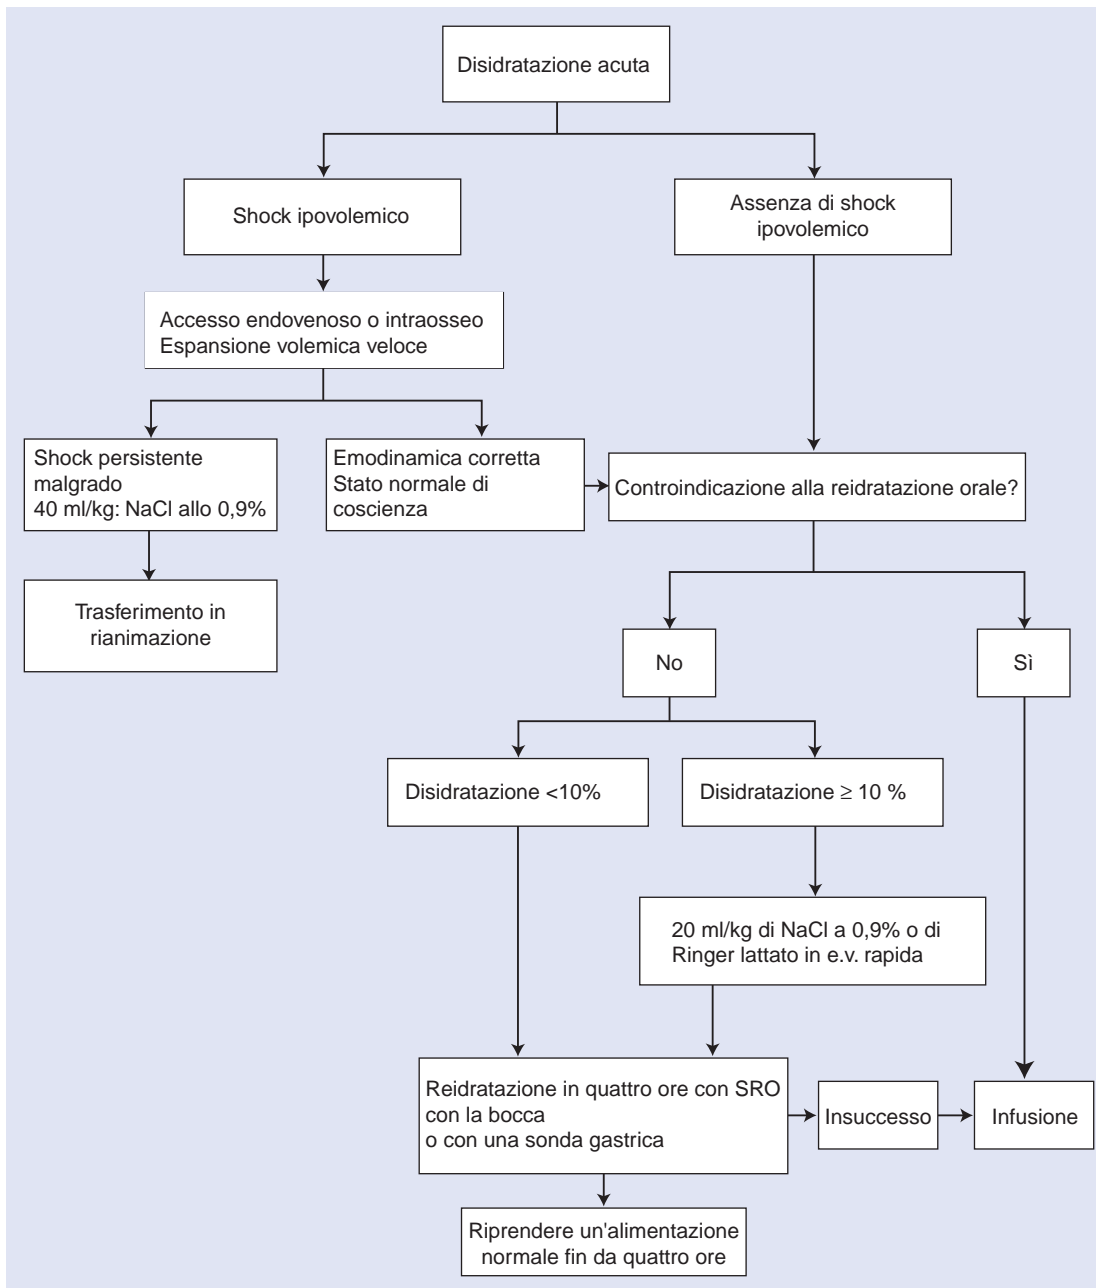 Disidratazione acuta
Shock ipovolemico
Assenza di shock
ipovolemico
Accesso endovenoso o intraosseo
Espansione volemica veloce
Shock persistente
malgrado
40 ml/kg: NaCl allo 0,9%
Emodinamica corretta
Stato normale di
coscienza
Controindicazione alla reidratazione orale?
Trasferimento in
rianimazione
No
Sì
Disidratazione <10%
Disidratazione ≥ 10 %
20 ml/kg di NaCl a 0,9% o di
Ringer lattato in e.v. rapida
Reidratazione in quattro ore con SRO
con la bocca
o con una sonda gastrica
Insuccesso
Infusione
Riprendere un'alimentazione
normale fin da quattro ore